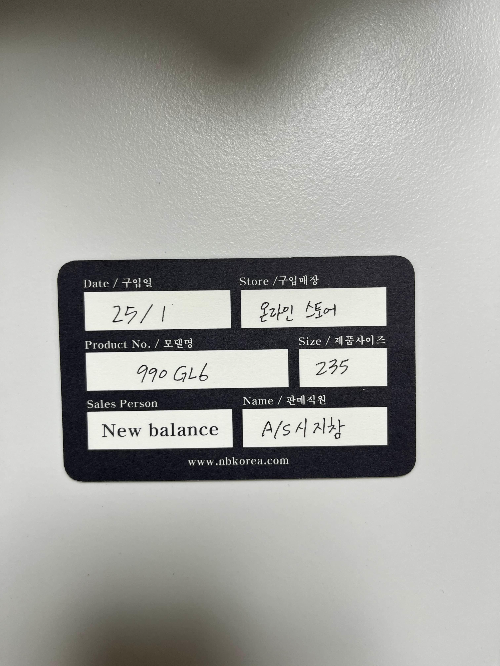 Date / 구입일
Store /구입매장
25/1
온라인 스토어
Product No. / 모델명
Size / 제품사이즈
990GL6
235
Sales Person
Name / 판매직원
New balance
A/S시 지참
www.nbkorea.com